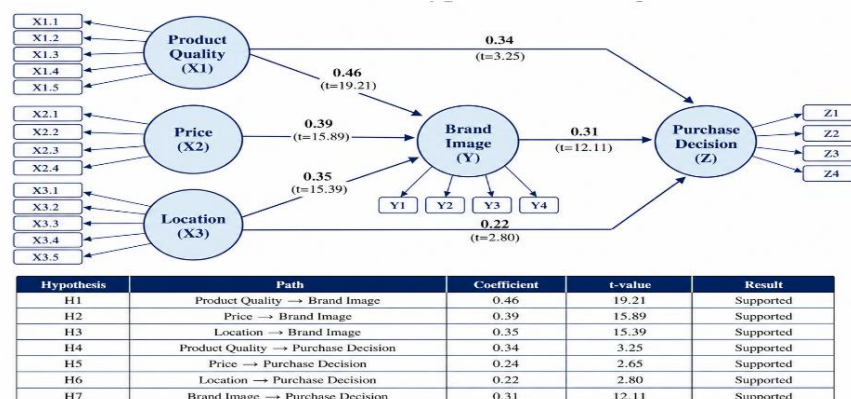 X1.1
X1.2
X1.3
X1.4
X1.5
Product
Quality
(X1)
0.34
(t=3.25)
0.46
(t=19.21)
X2.1
X2.2
X2.3
X2.4
Price
(X2)
0.39
(t=15.89)
Brand
Image
(Y)
0.31
(t=12.11)
Purchase
Decision
(Z)
Z1
Z2
Z3
Z4
X3.1
X3.2
X3.3
X3.4
X3.5
Location
(X3)
0.35
(t=15.39)
Y1 Y2 Y3 Y4
0.22
(t=2.80)
Hypothesis Path Coefficient t-value Result
H1 Product Quality → Brand Image 0.46 19.21 Supported
H2 Price → Brand Image 0.39 15.89 Supported
H3 Location → Brand Image 0.35 15.39 Supported
H4 Product Quality → Purchase Decision 0.34 3.25 Supported
H5 Price → Purchase Decision 0.24 2.65 Supported
H6 Location → Purchase Decision 0.22 2.80 Supported
H7 Brand Image → Purchase Decision 0.31 12.11 Supported